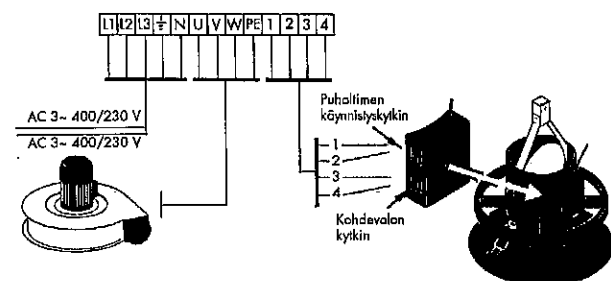 L1 L2 L3 ⏚ N U V W PE 1 2 3 4
AC 3~ 400/230 V
AC 3~ 400/230 V
Puhaltimen
käynnistyskytkin
1
2
3
4
Kohdevalon
kytkin